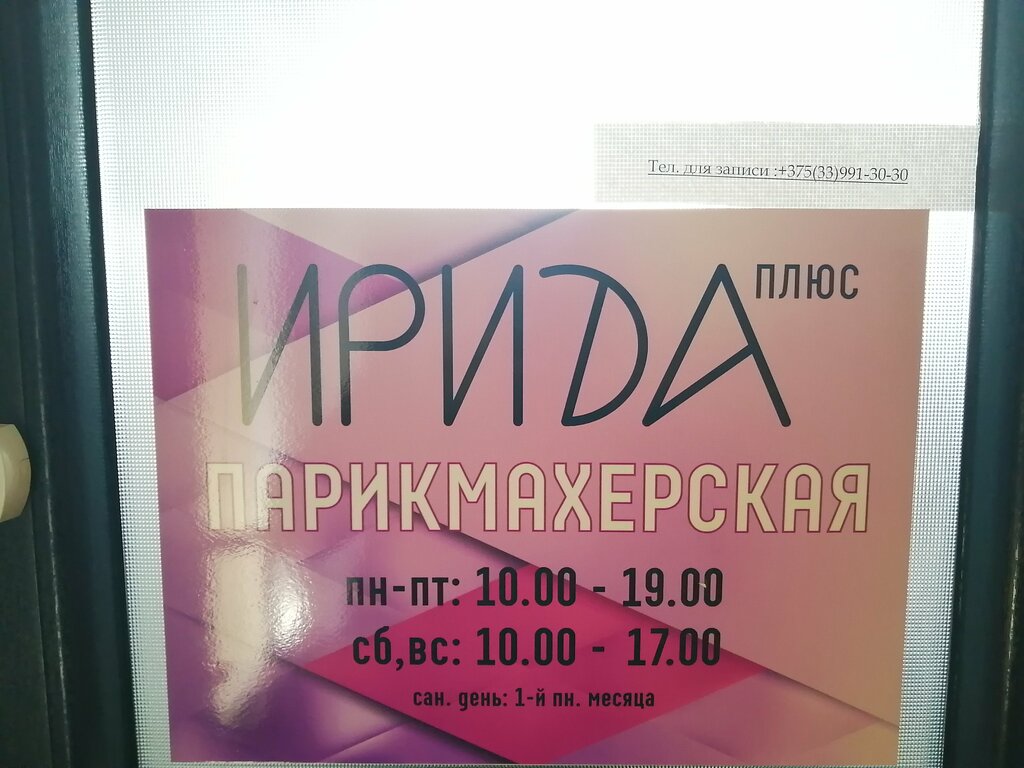 Тел. для записи :+375(33)991-30-30
ИРИДА ПЛЮС
ПАРИКМАХЕРСКАЯ
пн-пт: 10.00 - 19.00
сб,вс: 10.00 - 17.00
сан. день: 1-й пн. месяца